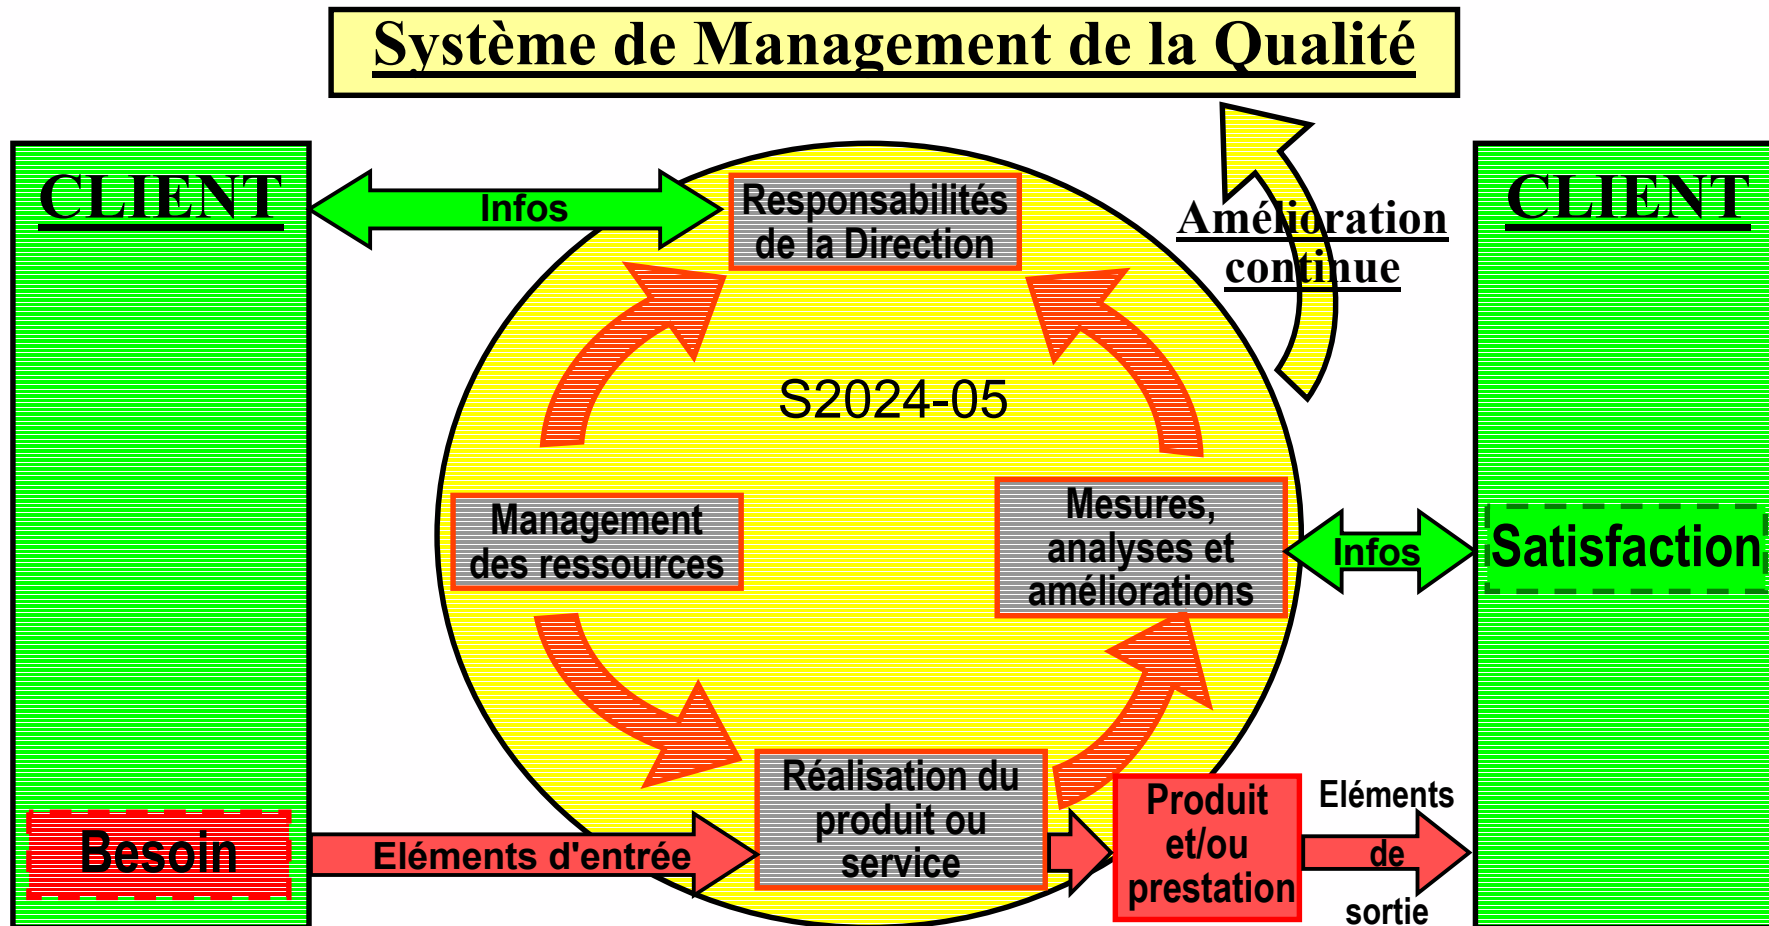 Système de Management de la Qualité
CLIENT
Infos
Responsabilités
de la Direction
Amélioration
continue
CLIENT
S2024-05
Management
des ressources
Mesures,
analyses et
améliorations
Infos
Satisfaction
Besoin
Eléments d'entrée
Réalisation du
produit ou
service
Produit
et/ou
prestation
Eléments
de
sortie